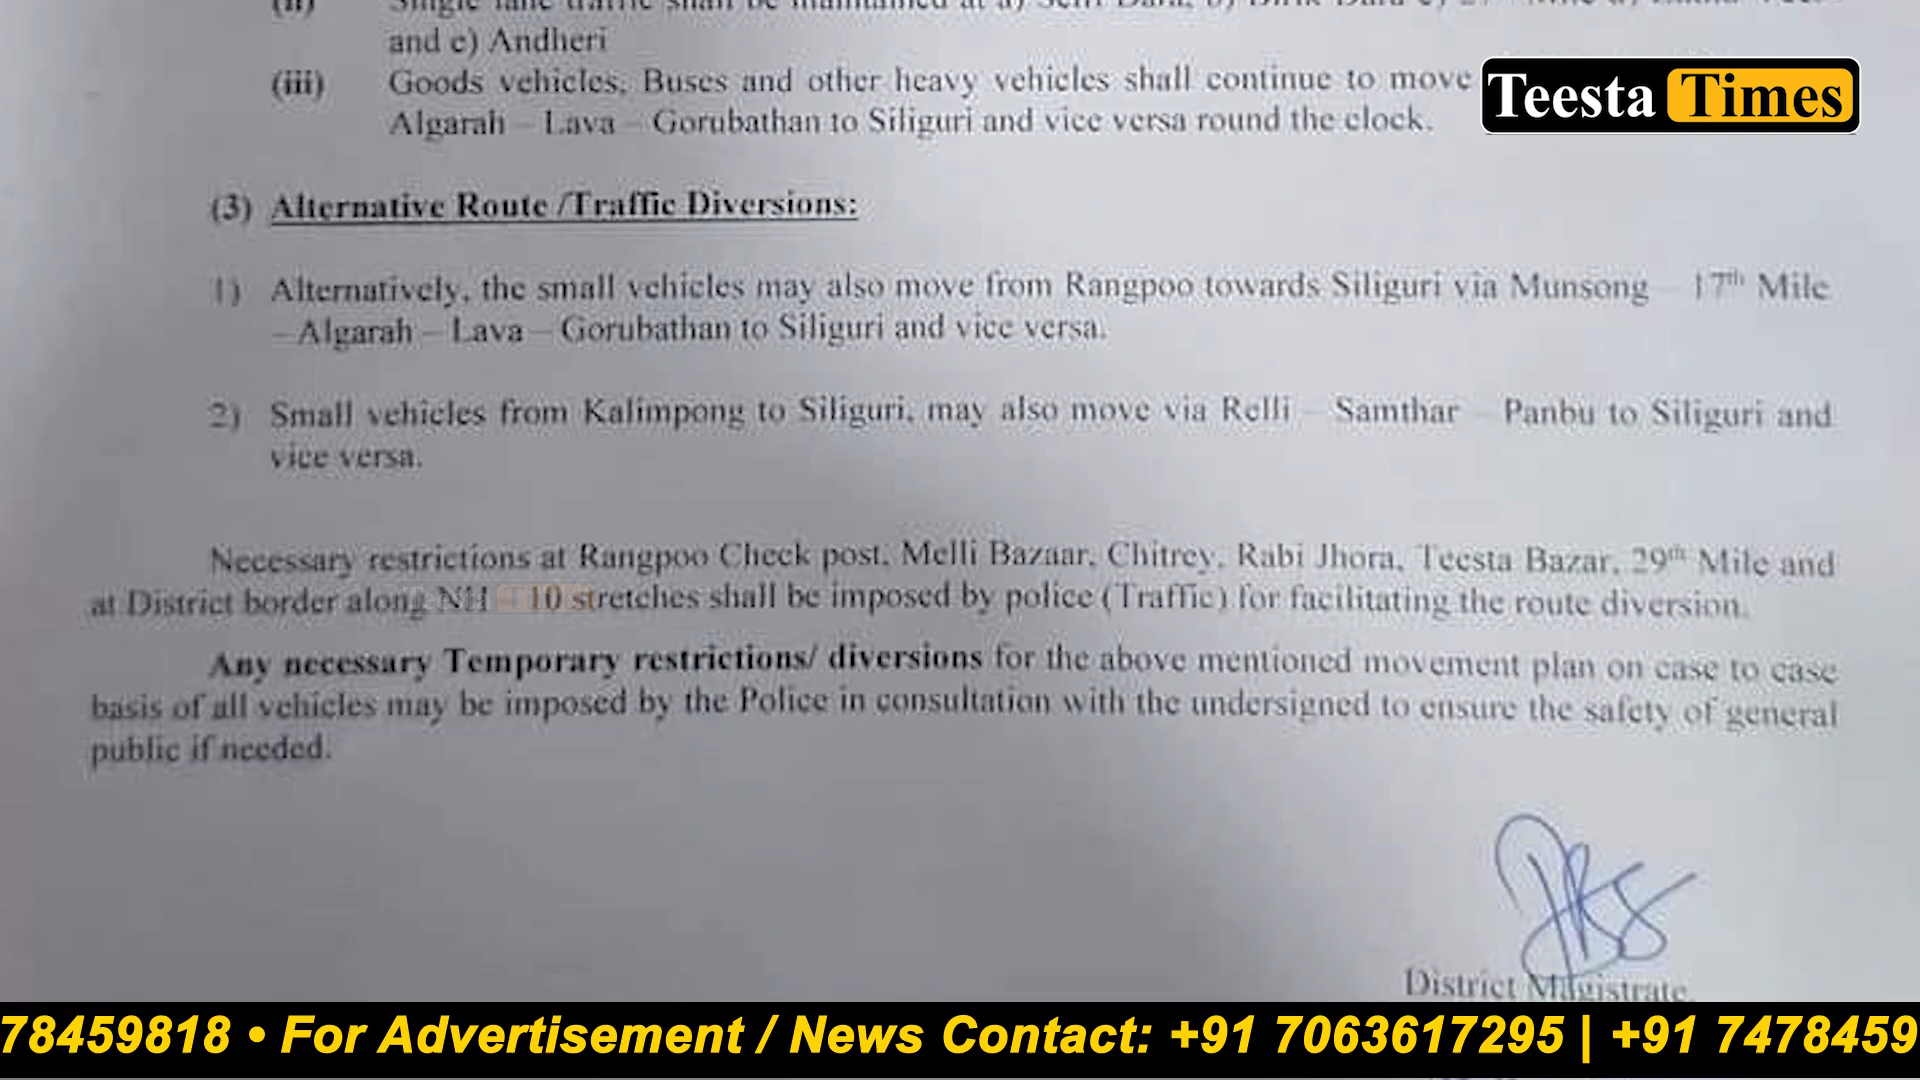 and e) Andheri
(iii) Goods vehicles, Buses and other heavy vehicles shall continue to move
Algarah – Lava – Gorubathan to Siliguri and vice versa round the clock.
Teesta Times
(3) Alternative Route /Traffic Diversions:
1) Alternatively, the small vehicles may also move from Rangpoo towards Siliguri via Munsong – 17th Mile
– Algarah – Lava – Gorubathan to Siliguri and vice versa.
2) Small vehicles from Kalimpong to Siliguri, may also move via Relli – Samthar – Panbu to Siliguri and
vice versa.
Necessary restrictions at Rangpoo Check post, Melli Bazaar, Chitrey, Rabi Jhora, Teesta Bazar, 29th Mile and
at District border along NH – 10 stretches shall be imposed by police (Traffic) for facilitating the route diversion.
Any necessary Temporary restrictions/ diversions for the above mentioned movement plan on case to case
basis of all vehicles may be imposed by the Police in consultation with the undersigned to ensure the safety of general
public if needed.
District Magistrate,
78459818 • For Advertisement / News Contact: +91 7063617295 | +91 7478459